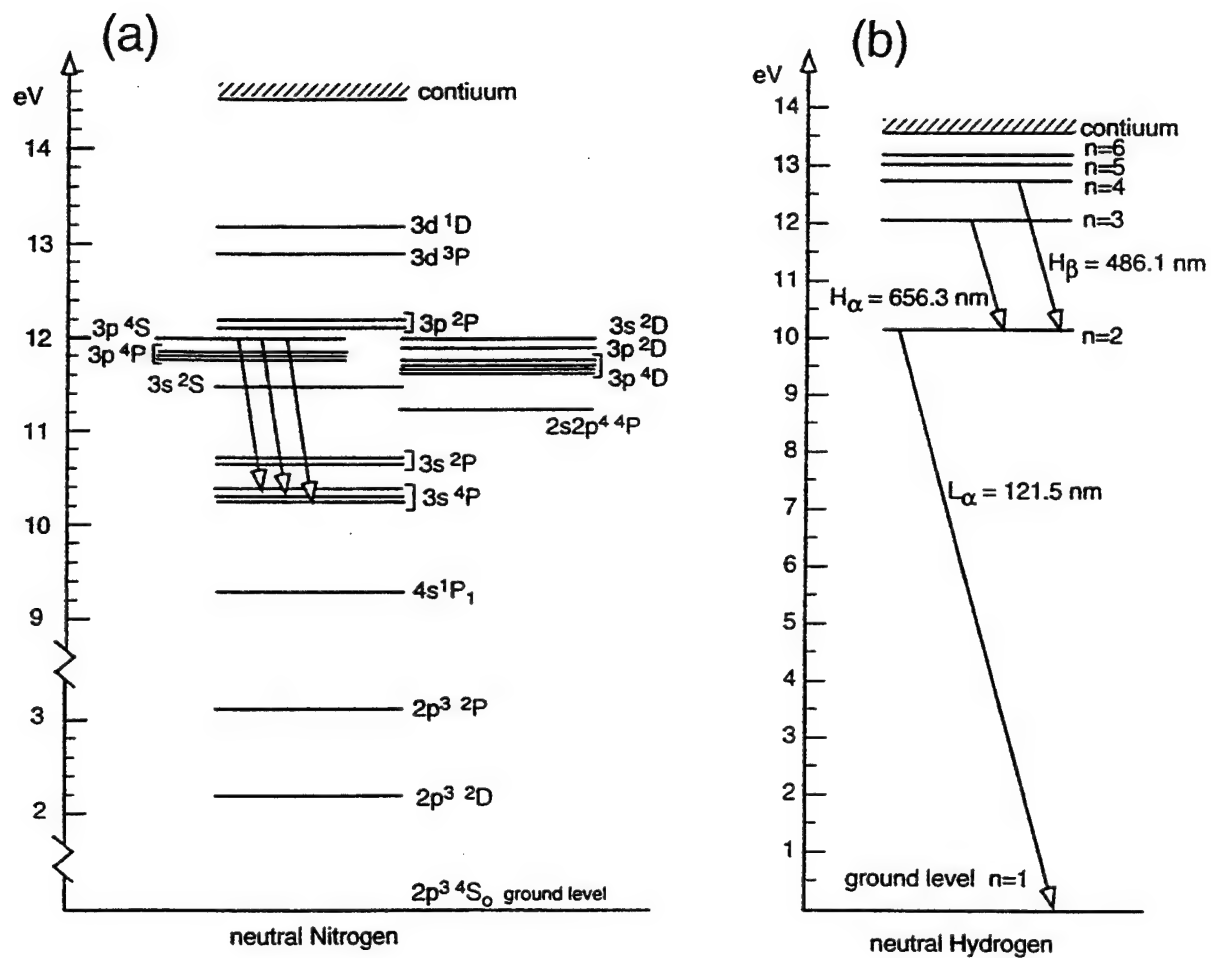 (a)
eV
contiuum
14
3d ¹D
13
3d ³P
3p ⁴S
3p ²P
3s ²D
12
3p ⁴P
3p ²D
3s ²S
3p ⁴D
11
2s2p⁴ ⁴P
3s ²P
3s ⁴P
10
4s¹P₁
9
3
2p³ ²P
2
2p³ ²D
2p³ ⁴Sₒ ground level
neutral Nitrogen
(b)
eV
14
contiuum
n=6
13
n=5
n=4
12
n=3
Hβ = 486.1 nm
11
Hα = 656.3 nm
10
n=2
9
8
7
Lα = 121.5 nm
6
5
4
3
2
1
ground level n=1
neutral Hydrogen